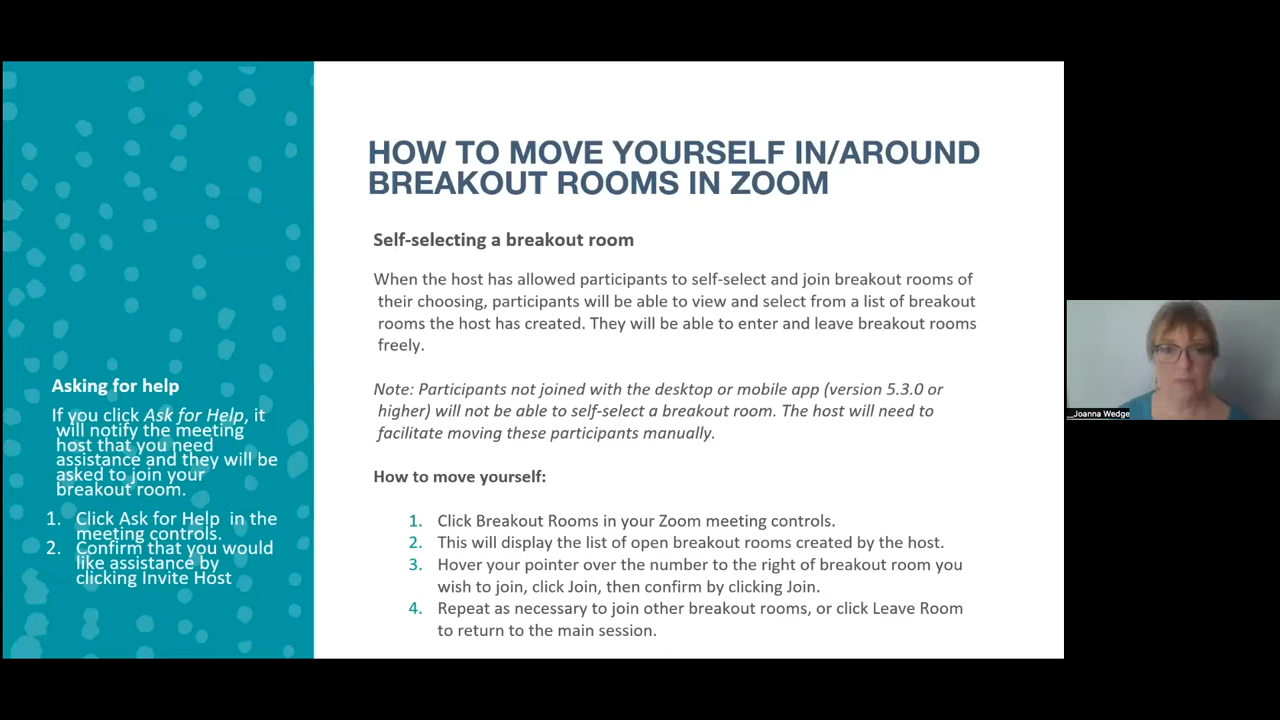 HOW TO MOVE YOURSELF IN/AROUND
BREAKOUT ROOMS IN ZOOM
Self-selecting a breakout room
When the host has allowed participants to self-select and join breakout rooms of
their choosing, participants will be able to view and select from a list of breakout
rooms the host has created. They will be able to enter and leave breakout rooms
freely.
Note: Participants not joined with the desktop or mobile app (version 5.3.0 or
higher) will not be able to self-select a breakout room. The host will need to
facilitate moving these participants manually.
How to move yourself:
1. Click Breakout Rooms in your Zoom meeting controls.
2. This will display the list of open breakout rooms created by the host.
3. Hover your pointer over the number to the right of breakout room you
wish to join, click Join, then confirm by clicking Join.
4. Repeat as necessary to join other breakout rooms, or click Leave Room
to return to the main session.
Asking for help
If you click Ask for Help, it
will notify the meeting
host that you need
assistance and they will be
asked to join your
breakout room.
1. Click Ask for Help in the
meeting controls.
2. Confirm that you would
like assistance by
clicking Invite Host
__Joanna Wedge